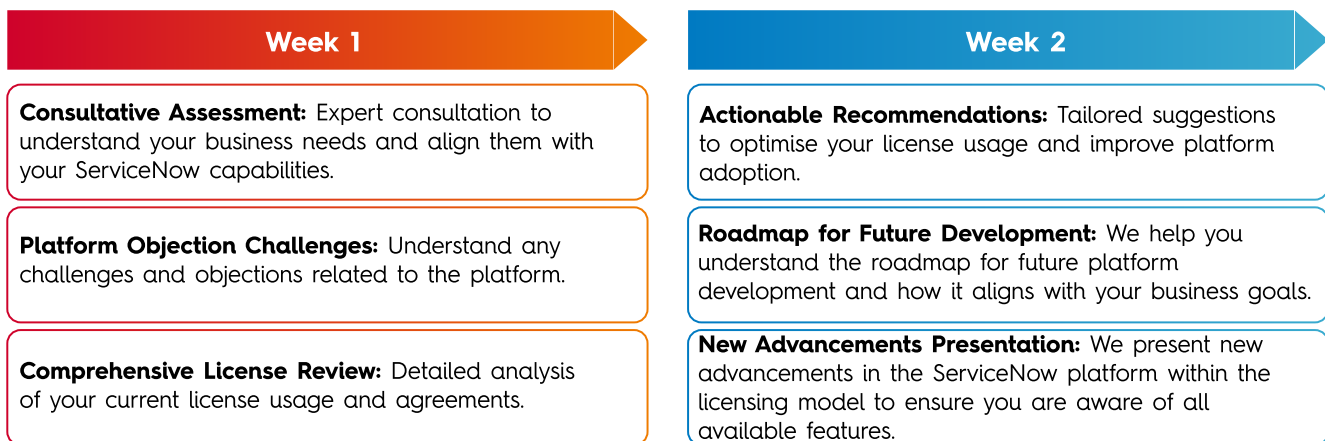 Week 1
Consultative Assessment: Expert consultation to
understand your business needs and align them with
your ServiceNow capabilities.
Platform Objection Challenges: Understand any
challenges and objections related to the platform.
Comprehensive License Review: Detailed analysis
of your current license usage and agreements.
Week 2
Actionable Recommendations: Tailored suggestions
to optimise your license usage and improve platform
adoption.
Roadmap for Future Development: We help you
understand the roadmap for future platform
development and how it aligns with your business goals.
New Advancements Presentation: We present new
advancements in the ServiceNow platform within the
licensing model to ensure you are aware of all
available features.